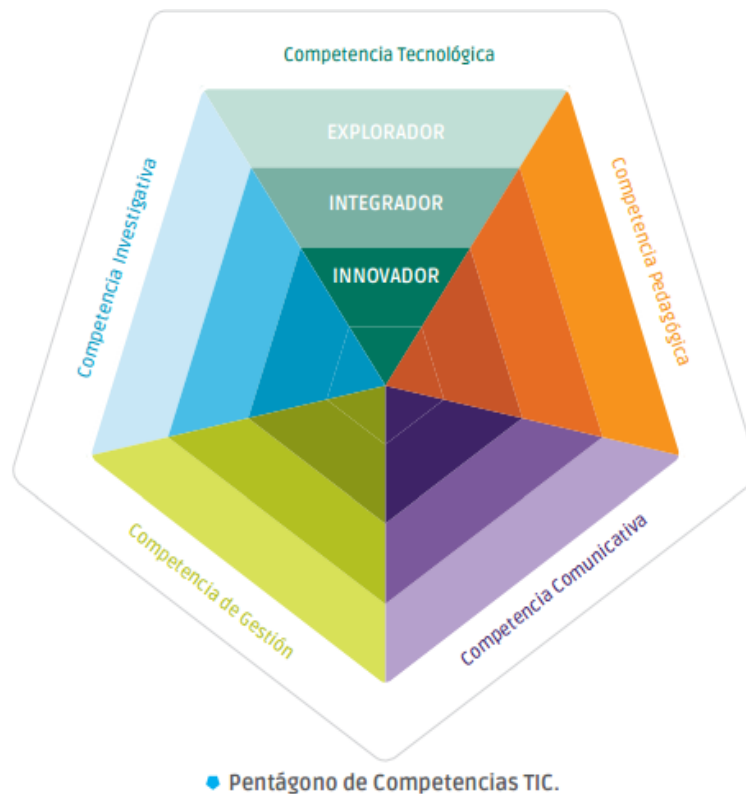 Competencia Tecnológica
EXPLORADOR
INTEGRADOR
INNOVADOR
Competencia Investigativa
Competencia Pedagógica
Competencia de Gestión
Competencia Comunicativa
Pentágono de Competencias TIC.